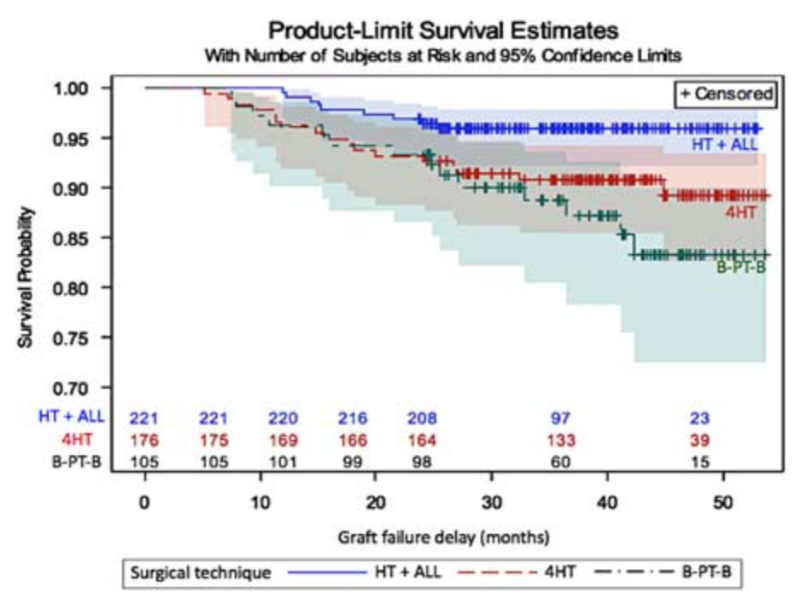 Product-Limit Survival Estimates
With Number of Subjects at Risk and 95% Confidence Limits
+ Censored
1.00
0.95
0.90
0.85
0.80
0.75
0.70
Survival Probability
HT + ALL
4HT
B-PT-B
HT + ALL 221 221 220 216 208 97 23
4HT 176 175 169 166 164 133 39
B-PT-B 105 105 101 99 98 60 15
0 10 20 30 40 50
Graft failure delay (months)
Surgical technique HT + ALL 4HT B-PT-B